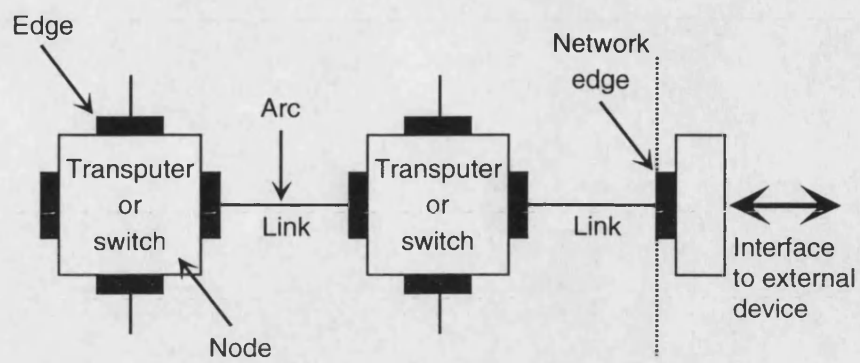 Edge
Network
edge
Arc
Transputer
or
switch
Link
Transputer
or
switch
Link
Interface
to external
device
Node